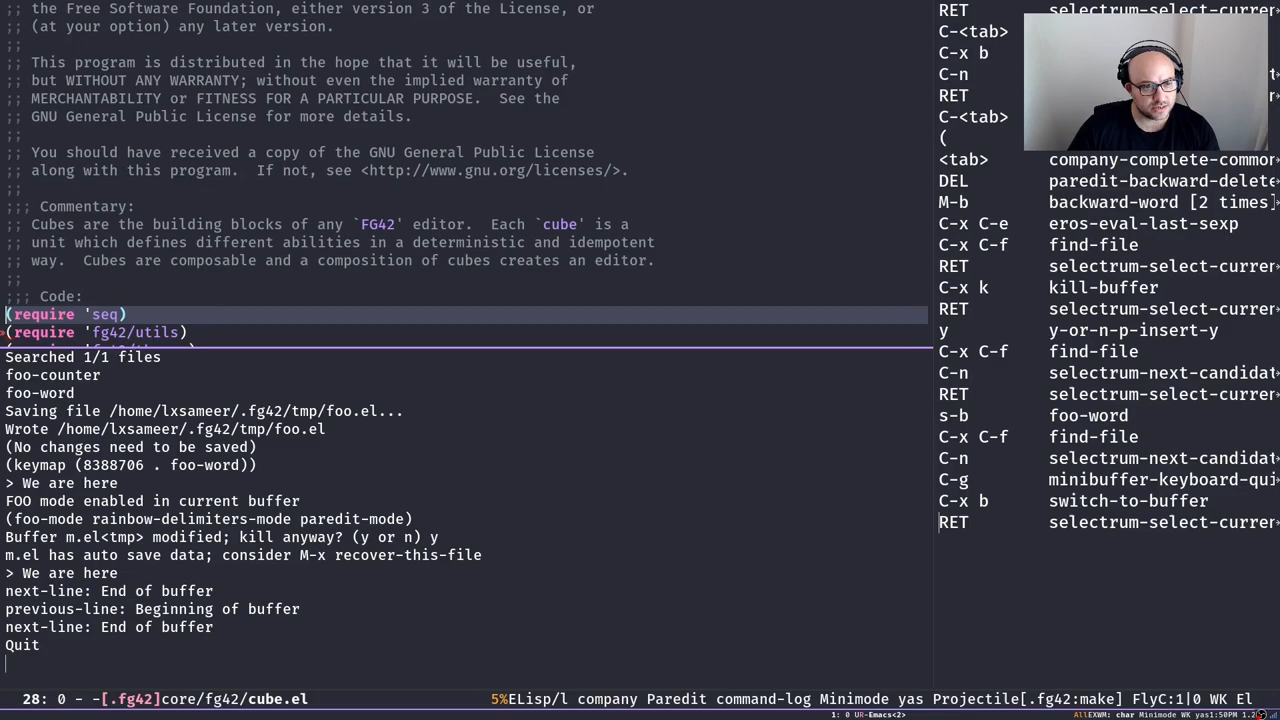 ;; the Free Software Foundation, either version 3 of the License, or
;; (at your option) any later version.
;;
;; This program is distributed in the hope that it will be useful,
;; but WITHOUT ANY WARRANTY; without even the implied warranty of
;; MERCHANTABILITY or FITNESS FOR A PARTICULAR PURPOSE.  See the
;; GNU General Public License for more details.
;;
;; You should have received a copy of the GNU General Public License
;; along with this program.  If not, see <http://www.gnu.org/licenses/>.
;;
;;; Commentary:
;; Cubes are the building blocks of any `FG42' editor.  Each `cube' is a
;; unit which defines different abilities in a deterministic and idempotent
;; way.  Cubes are composable and a composition of cubes creates an editor.
;;
;;; Code:
(require 'seq)
(require 'fg42/utils)
Searched 1/1 files
foo-counter
foo-word
Saving file /home/lxsameer/.fg42/tmp/foo.el...
Wrote /home/lxsameer/.fg42/tmp/foo.el
(No changes need to be saved)
(keymap (8388706 . foo-word))
> We are here
FOO mode enabled in current buffer
(foo-mode rainbow-delimiters-mode paredit-mode)
Buffer m.el<tmp> modified; kill anyway? (y or n) y
m.el has auto save data; consider M-x recover-this-file
> We are here
next-line: End of buffer
previous-line: Beginning of buffer
next-line: End of buffer
Quit
28: 0 - -[.fg42]core/fg42/cube.el 5%ELisp/l company Paredit command-log Minimode yas Projectile[.fg42:make] FlyC:1|0 WK El
1: 0 UR-Emacs<2> AllEXWM: char Minimode WK yas1:50PM 1.2
RET selectrum-select-curren
C-<tab>
C-x b
C-n
RET
C-<tab>
(
<tab> company-complete-common
DEL paredit-backward-delete
M-b backward-word [2 times]
C-x C-e eros-eval-last-sexp
C-x C-f find-file
RET selectrum-select-curren
C-x k kill-buffer
RET selectrum-select-curren
y y-or-n-p-insert-y
C-x C-f find-file
C-n selectrum-next-candidat
RET selectrum-select-curren
s-b foo-word
C-x C-f find-file
C-n selectrum-next-candidat
C-g minibuffer-keyboard-qui
C-x b switch-to-buffer
RET selectrum-select-curren